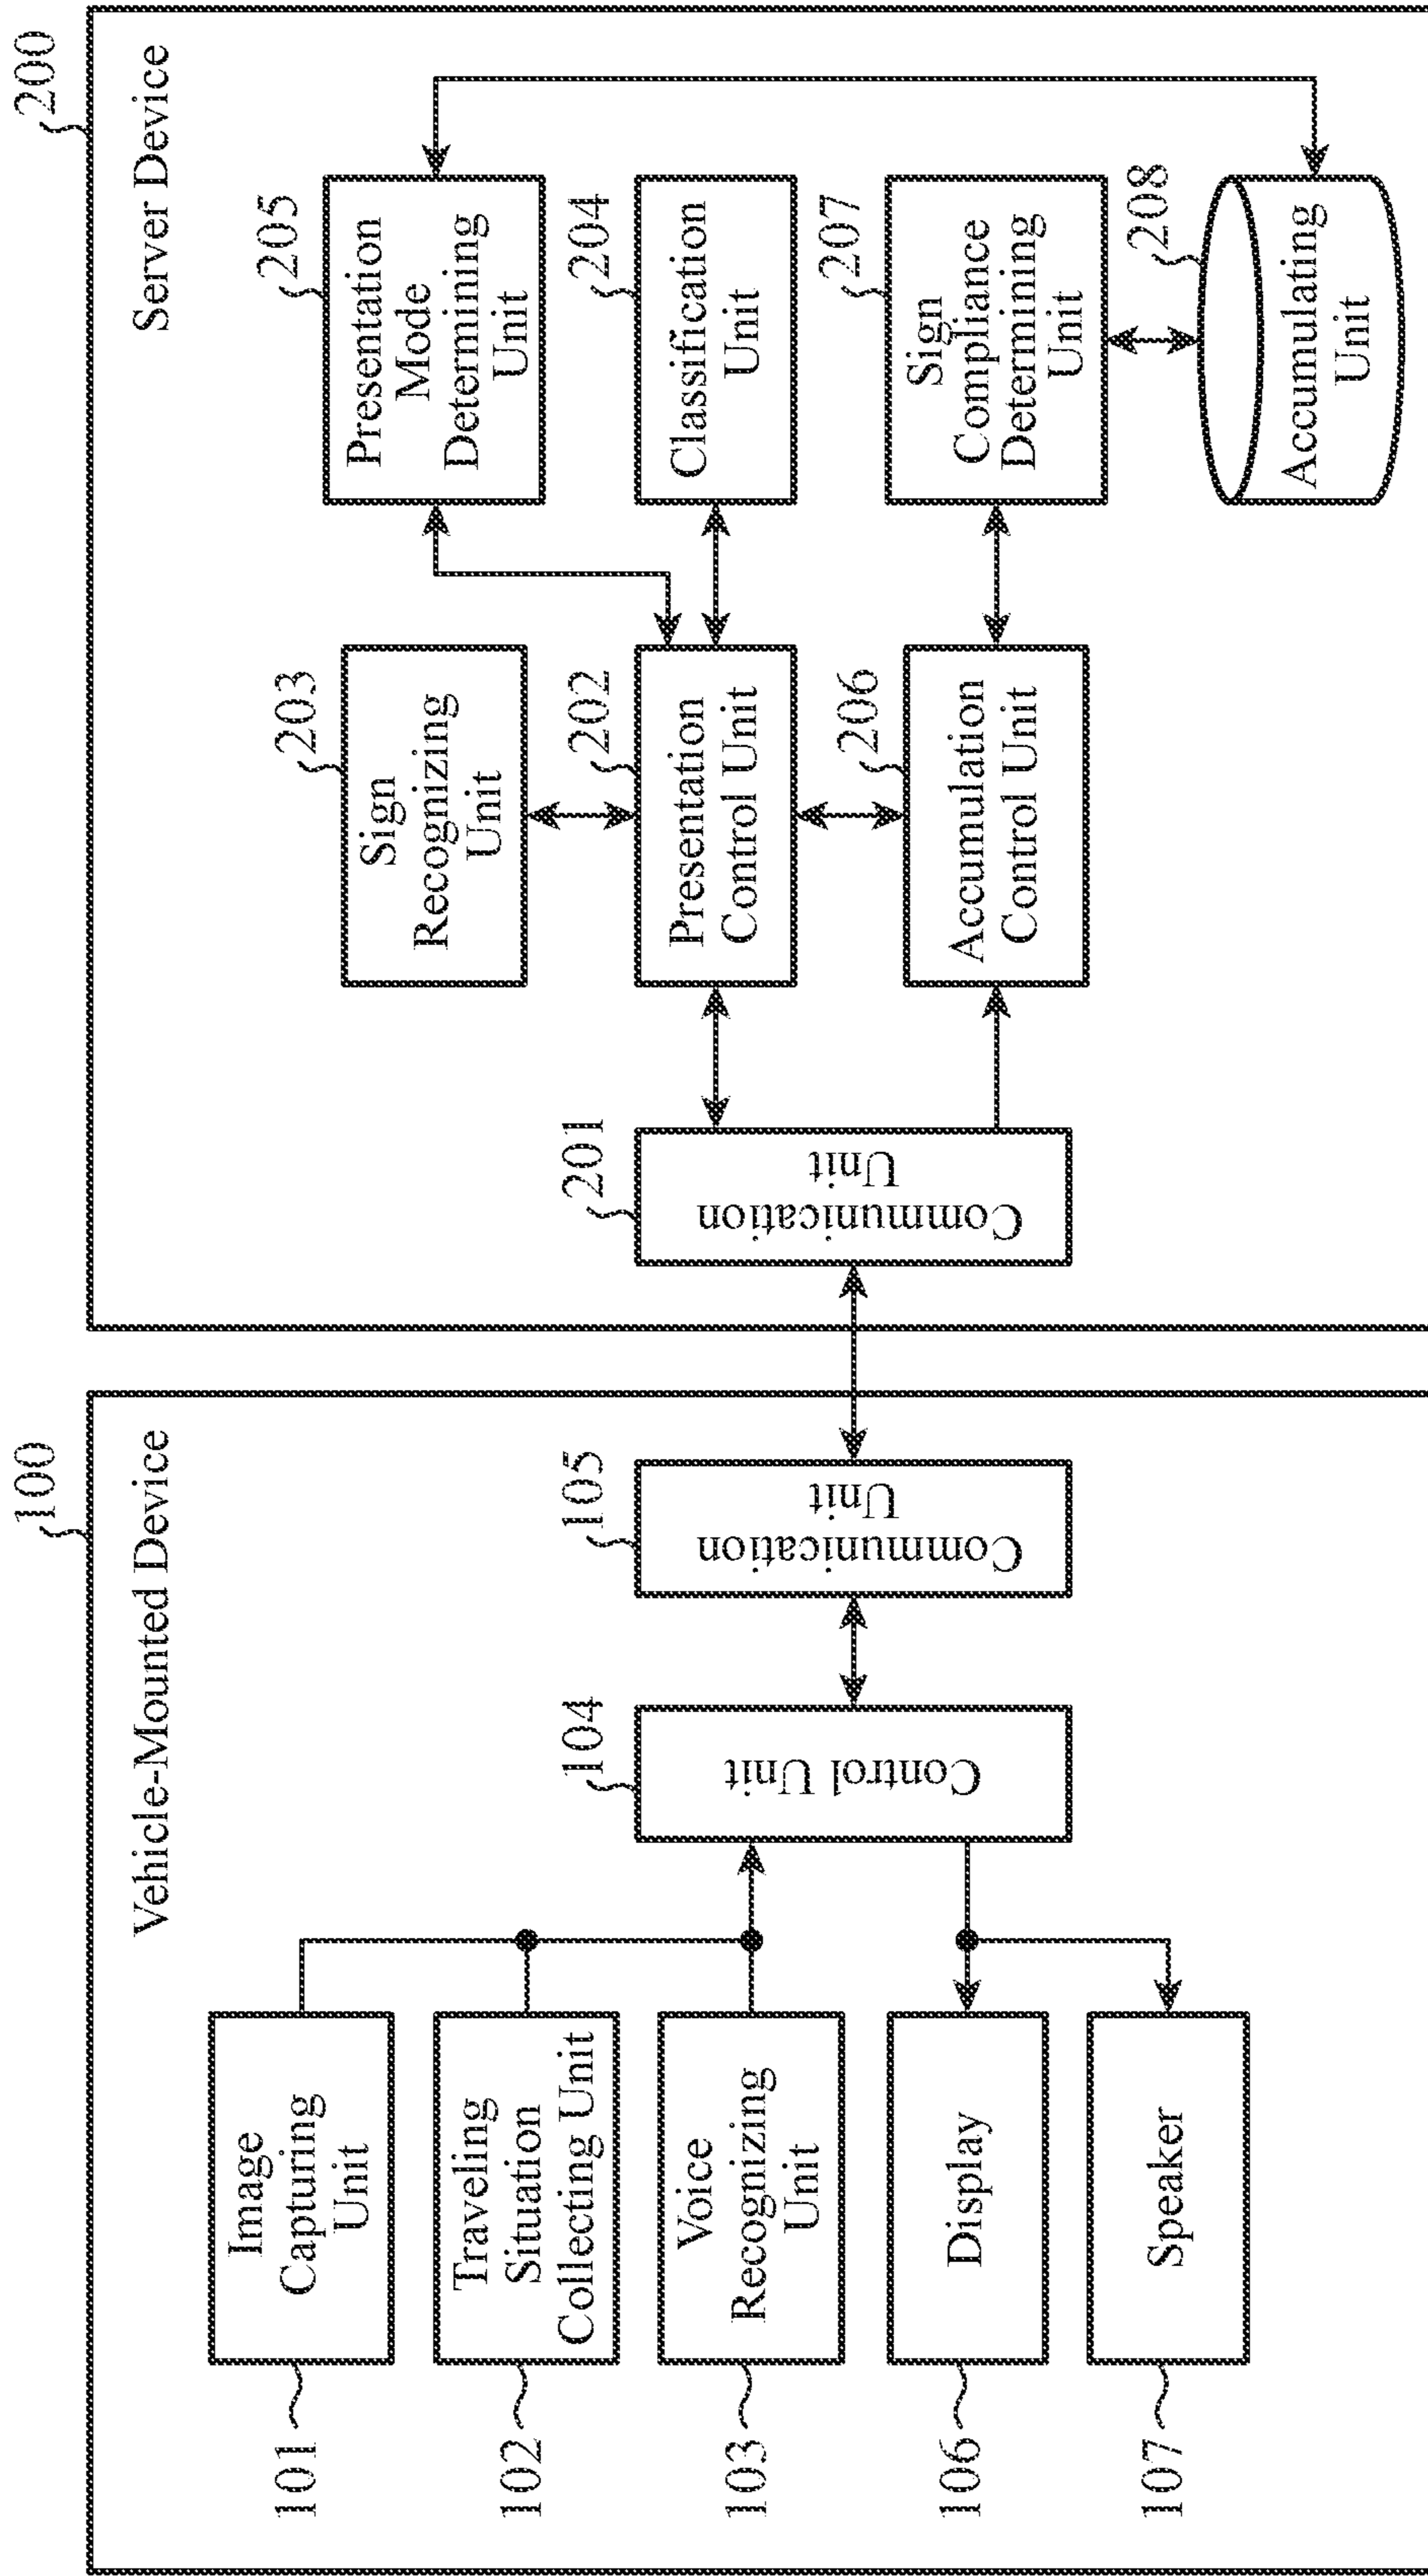 100
Vehicle-Mounted Device
101
Image
Capturing
Unit
102
Traveling
Situation
Collecting Unit
103
Voice
Recognizing
Unit
106
Display
107
Speaker
104
Control Unit
105
Communication
Unit
200
Server Device
201
Communication
Unit
203
Sign
Recognizing
Unit
202
Presentation
Control Unit
206
Accumulation
Control Unit
205
Presentation
Mode
Determining
Unit
204
Classification
Unit
207
Sign
Compliance
Determining
Unit
208
Accumulating
Unit